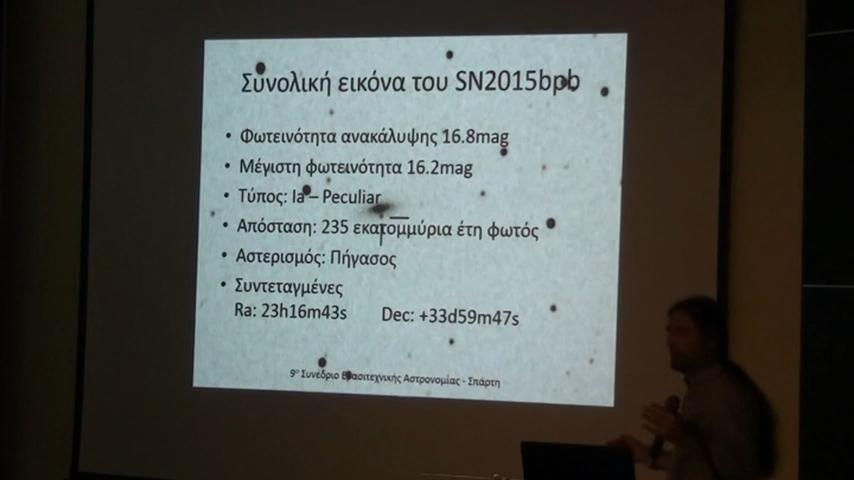 Συνολική εικόνα του SN2015bpb
• Φωτεινότητα ανακάλυψης 16.8mag
• Μέγιστη φωτεινότητα 16.2mag
• Τύπος: Ia – Peculiar
• Απόσταση: 235 εκατομμύρια έτη φωτός
• Αστερισμός: Πήγασος
• Συντεταγμένες
Ra: 23h16m43s Dec: +33d59m47s
9ο Συνέδριο Ερασιτεχνικής Αστρονομίας - Σπάρτη